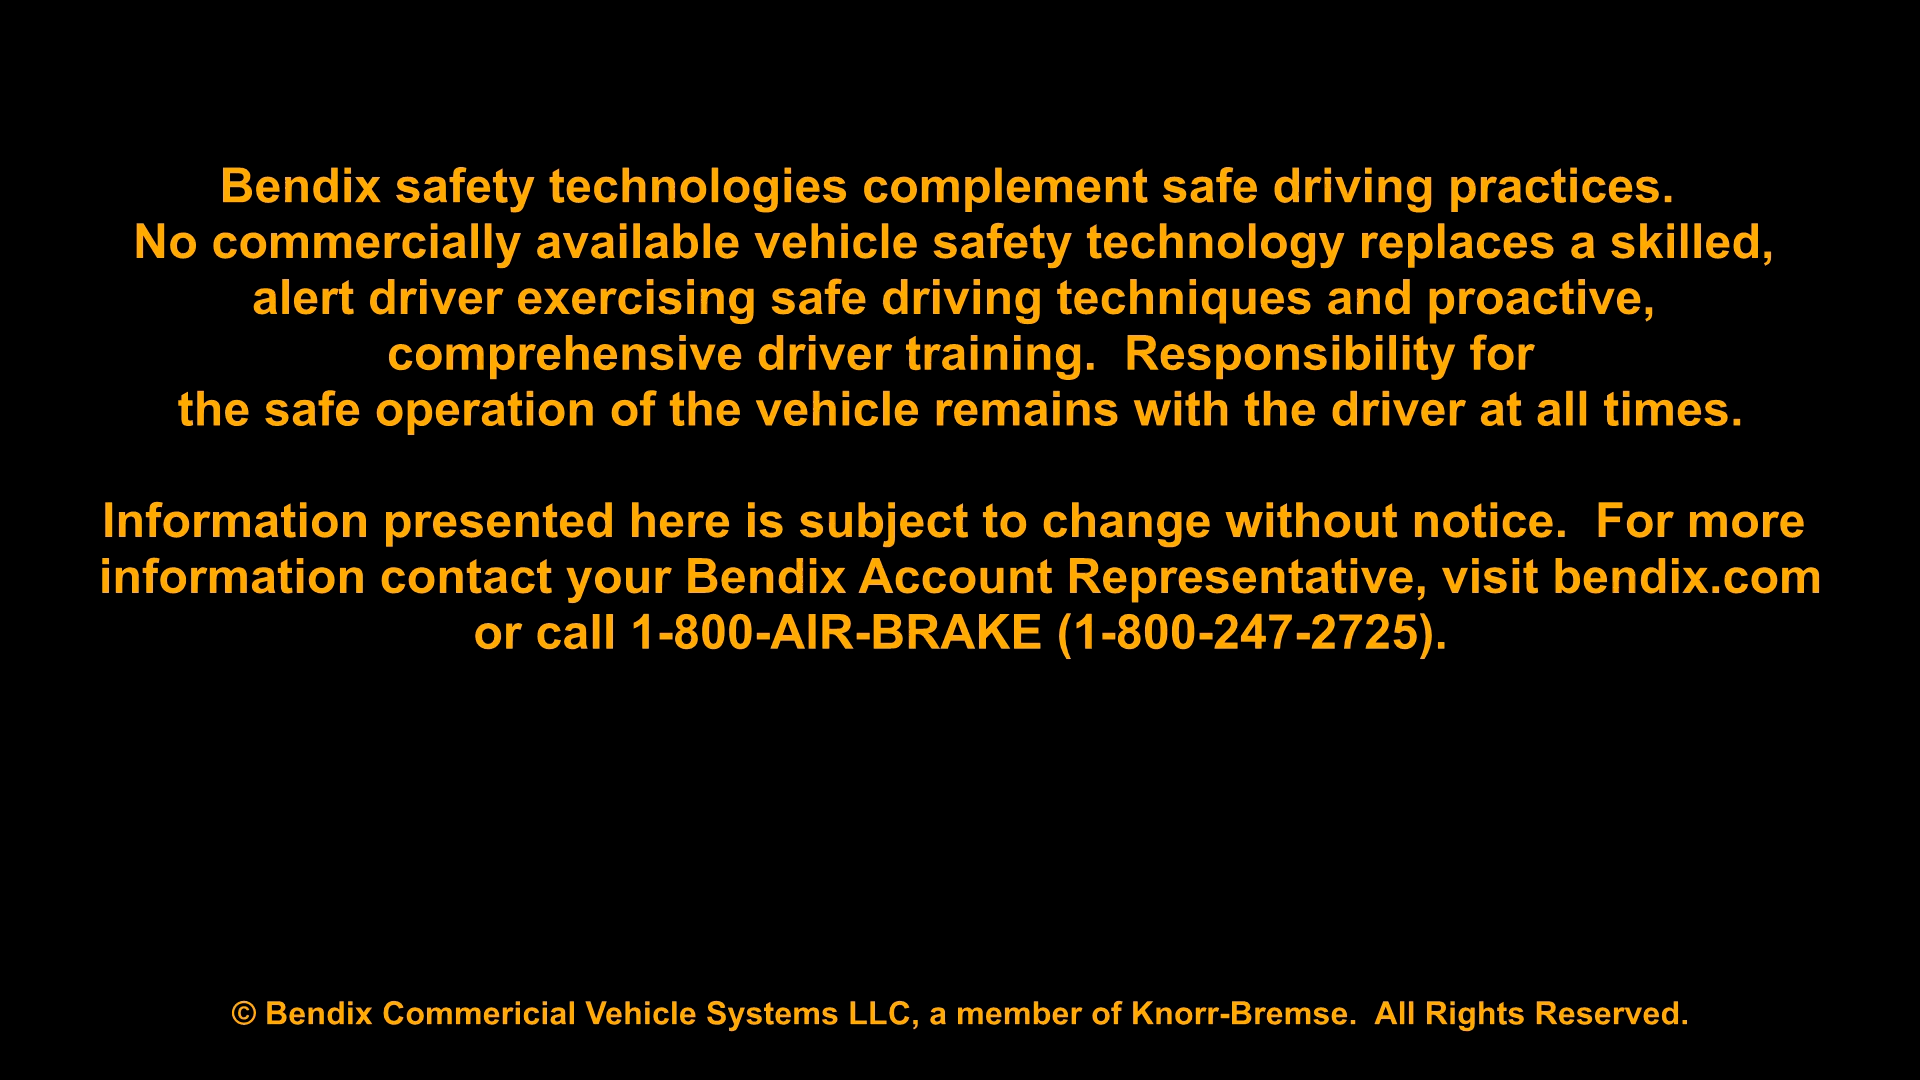 Bendix safety technologies complement safe driving practices.
No commercially available vehicle safety technology replaces a skilled,
alert driver exercising safe driving techniques and proactive,
comprehensive driver training.  Responsibility for
the safe operation of the vehicle remains with the driver at all times.
Information presented here is subject to change without notice.  For more
information contact your Bendix Account Representative, visit bendix.com
or call 1-800-AIR-BRAKE (1-800-247-2725).
© Bendix Commericial Vehicle Systems LLC, a member of Knorr-Bremse.  All Rights Reserved.